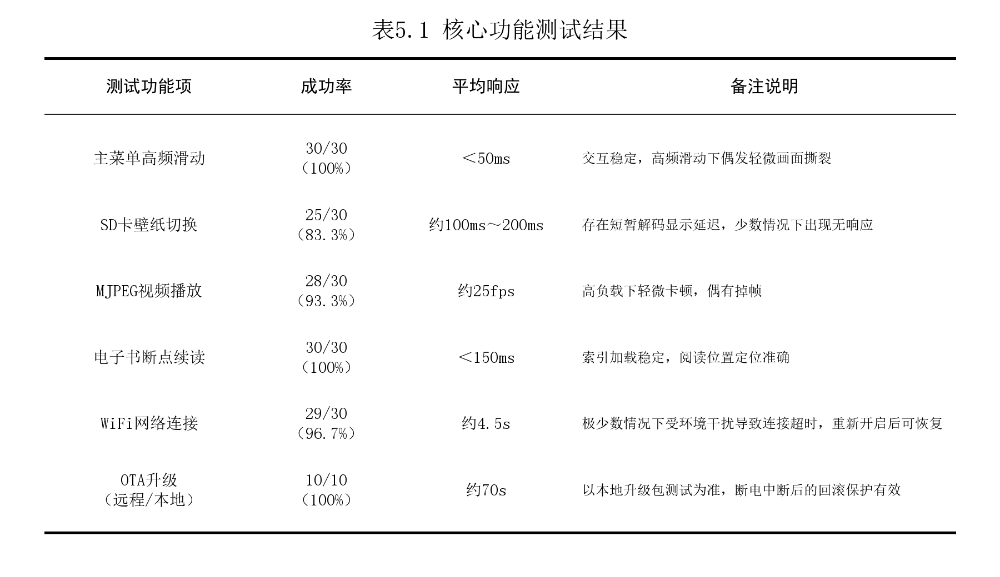 表5.1 核心功能测试结果
测试功能项 成功率 平均响应 备注说明
主菜单高频滑动 30/30 （100%） ＜50ms 交互稳定，高频滑动下偶发轻微画面撕裂
SD卡壁纸切换 25/30 （83.3%） 约100ms～200ms 存在短暂解码显示延迟，少数情况下出现无响应
MJPEG视频播放 28/30 （93.3%） 约25fps 高负载下轻微卡顿，偶有掉帧
电子书断点续读 30/30 （100%） ＜150ms 索引加载稳定，阅读位置定位准确
WiFi网络连接 29/30 （96.7%） 约4.5s 极少数情况下受环境干扰导致连接超时，重新开启后可恢复
OTA升级 （远程/本地） 10/10 （100%） 约70s 以本地升级包测试为准，断电中断后的回滚保护有效